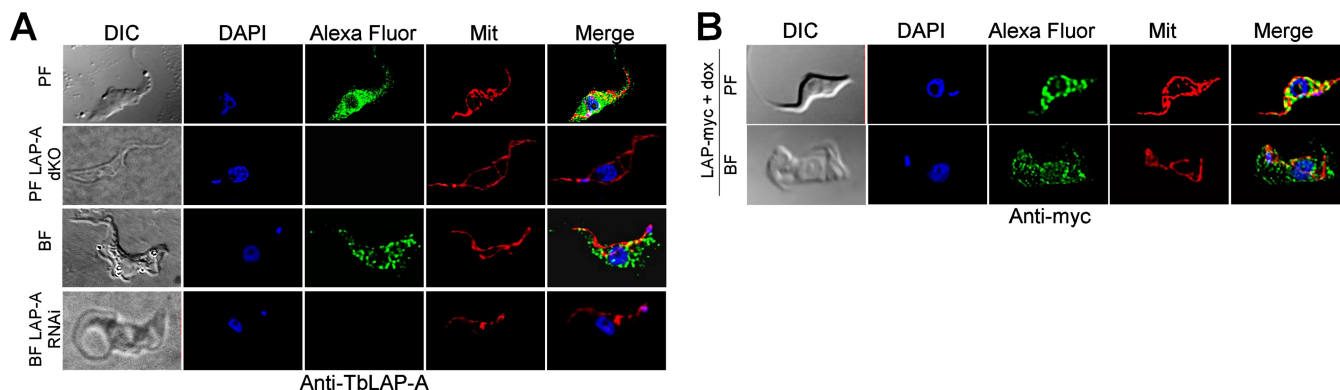 A
DIC DAPI Alexa Fluor Mit Merge
PF
PF LAP-A
dKO
BF
BF LAP-A
RNAi
Anti-TbLAP-A
B
DIC DAPI Alexa Fluor Mit Merge
LAP-myc + dox
PF
BF
Anti-myc